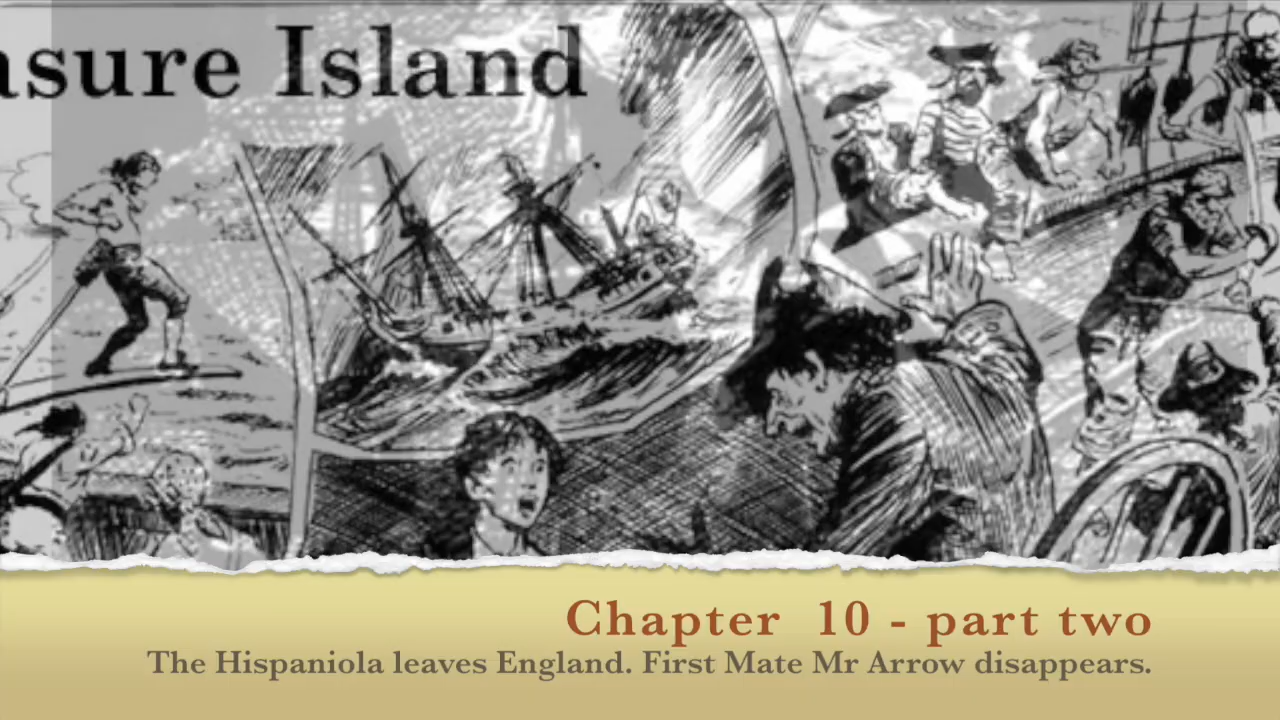 asure Island
Chapter 10 - part two
The Hispaniola leaves England. First Mate Mr Arrow disappears.